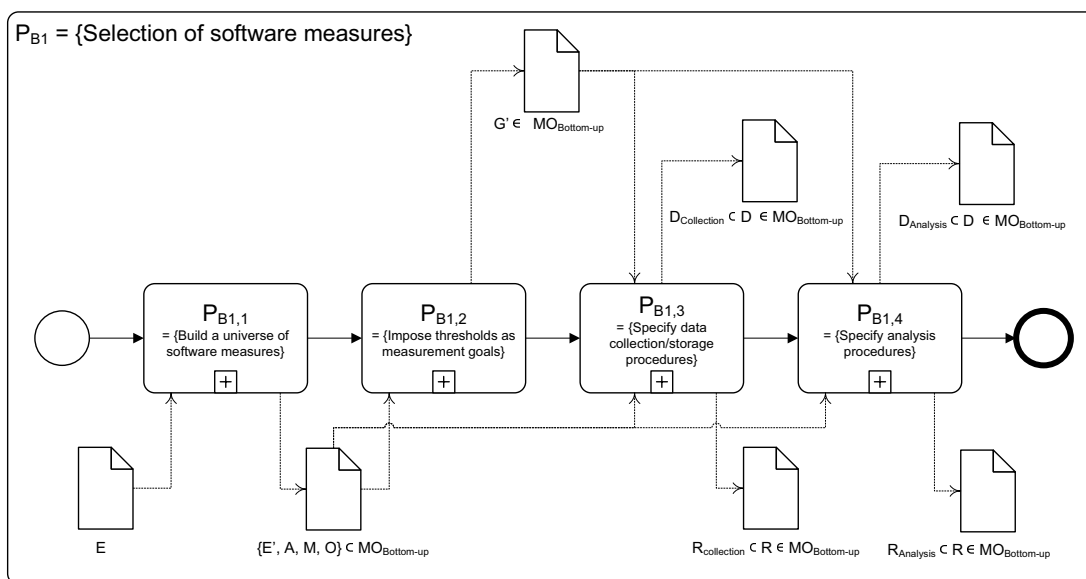 P_B1 = {Selection of software measures}
G' ∈ MO_Bottom-up
D_Collection ⊂ D ∈ MO_Bottom-up
D_Analysis ⊂ D ∈ MO_Bottom-up
P_B1,1
= {Build a universe of
software measures}
+
P_B1,2
= {Impose thresholds as
measurement goals}
+
P_B1,3
= {Specify data
collection/storage
procedures}
+
P_B1,4
= {Specify analysis
procedures}
+
E
{E', A, M, O} ⊂ MO_Bottom-up
R_collection ⊂ R ∈ MO_Bottom-up
R_Analysis ⊂ R ∈ MO_Bottom-up